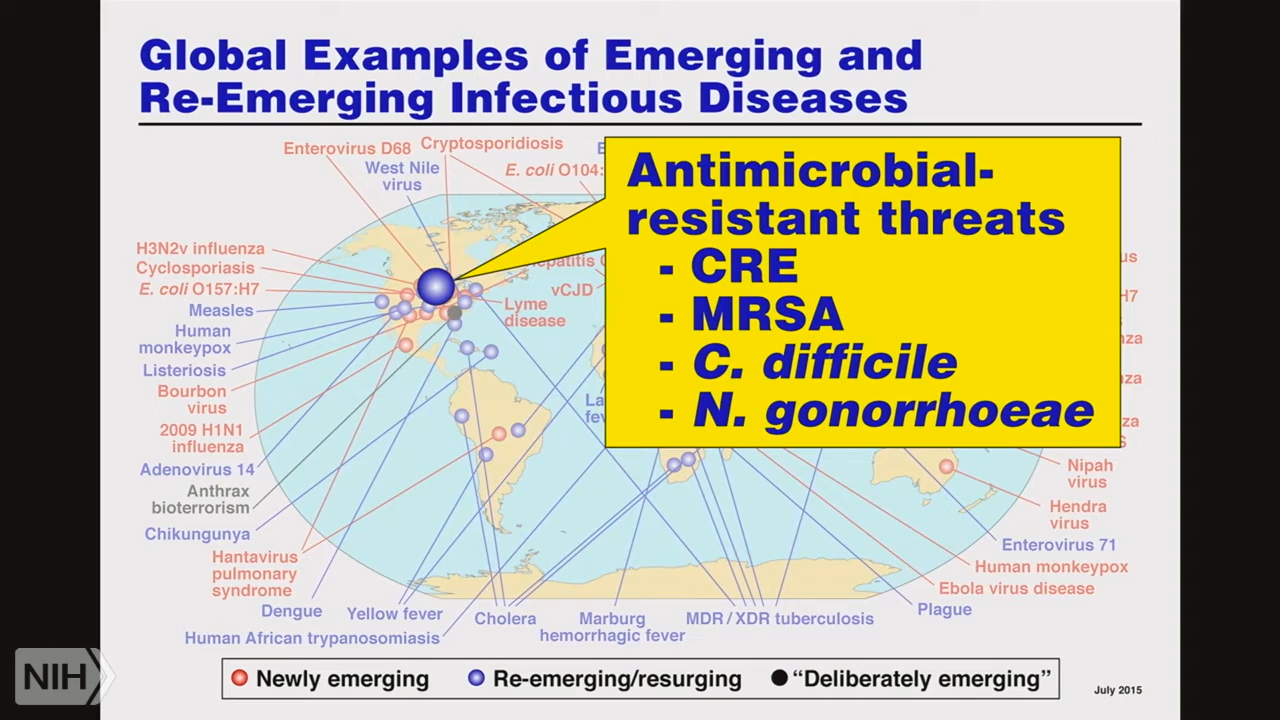 Global Examples of Emerging and
Re-Emerging Infectious Diseases
Enterovirus D68
Cryptosporidiosis
West Nile
virus
E. coli O104:
Antimicrobial-
resistant threats
- CRE
- MRSA
- C. difficile
- N. gonorrhoeae
H3N2v influenza
Cyclosporiasis
E. coli O157:H7
Measles
Human
monkeypox
Listeriosis
Bourbon
virus
2009 H1N1
influenza
Adenovirus 14
Anthrax
bioterrorism
Chikungunya
Hantavirus
pulmonary
syndrome
Dengue
Yellow fever
Human African trypanosomiasis
vCJD
Lyme
disease
Cholera
Marburg
hemorrhagic fever
MDR/XDR tuberculosis
Plague
Ebola virus disease
Human monkeypox
Enterovirus 71
Hendra
virus
Nipah
virus
Newly emerging
Re-emerging/resurging
“Deliberately emerging”
July 2015
NIH